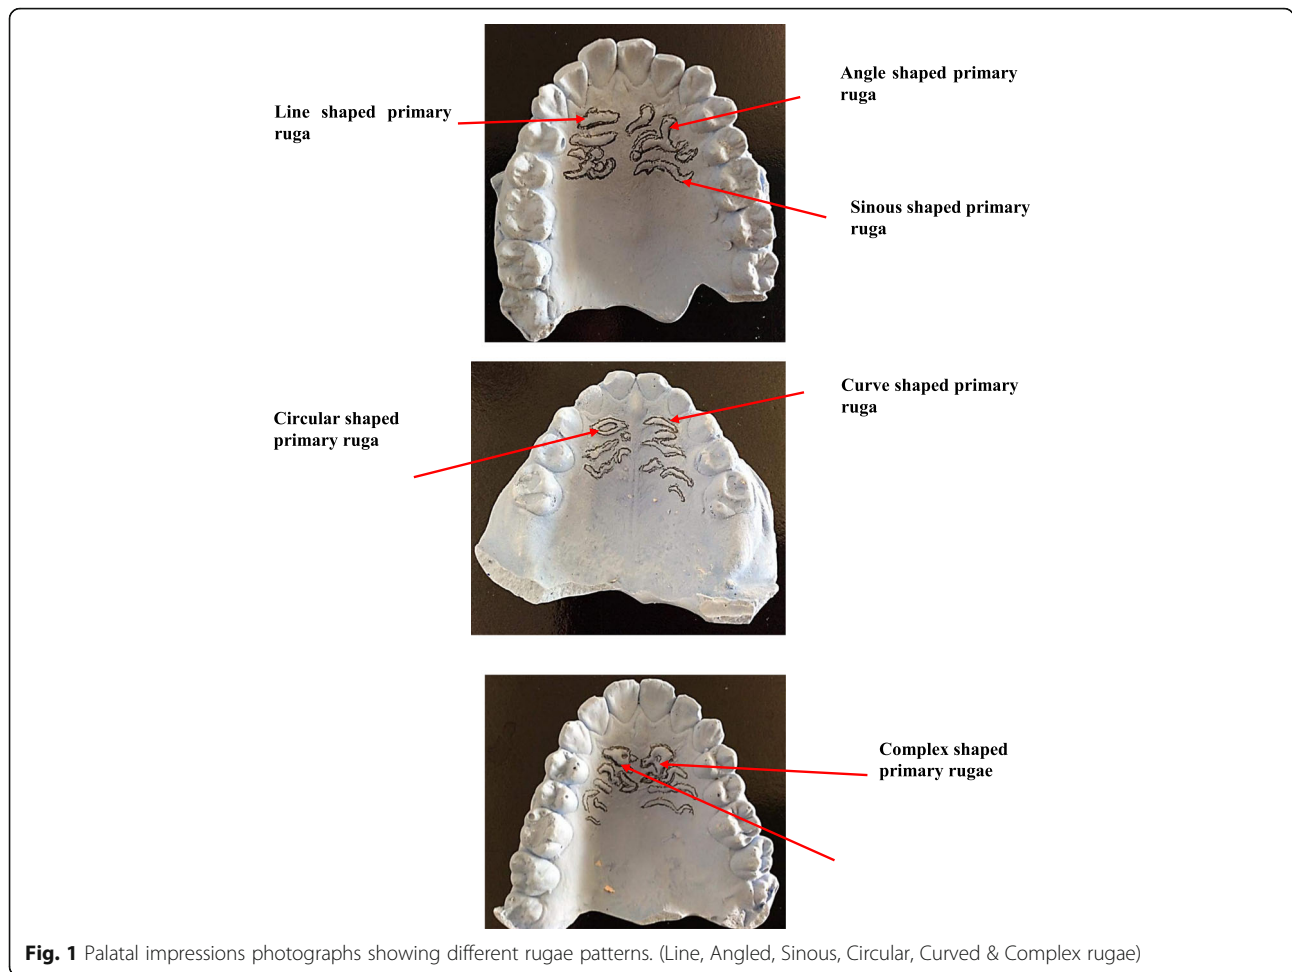 Line shaped primary
ruga
Angle shaped primary
ruga
Sinous shaped primary
ruga
Circular shaped
primary ruga
Curve shaped primary
ruga
Complex shaped
primary rugae
Fig. 1 Palatal impressions photographs showing different rugae patterns. (Line, Angled, Sinous, Circular, Curved & Complex rugae)